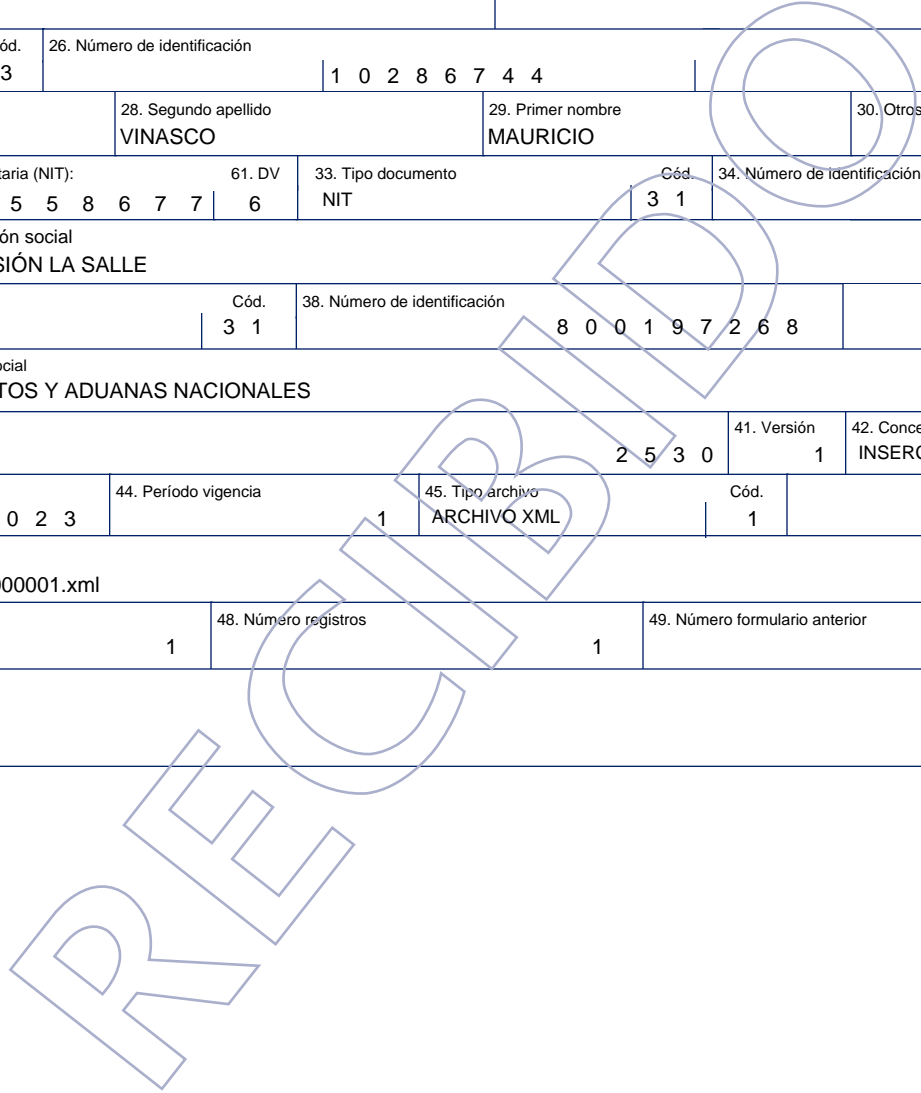 ód. 26. Número de identificación
3 1 0 2 8 6 7 4 4
28. Segundo apellido 29. Primer nombre 30. Otros
VINASCO MAURICIO
taria (NIT): 61. DV 33. Tipo documento Cód. 34. Número de identificación
5 5 8 6 7 7 6 NIT 3 1
ón social
SIÓN LA SALLE
Cód. 38. Número de identificación
3 1 8 0 0 1 9 7 2 6 8
ocial
TOS Y ADUANAS NACIONALES
41. Versión 42. Conce
2 5 3 0 1 INSERC
44. Período vigencia 45. Tipo archivo Cód.
0 2 3 1 ARCHIVO XML 1
000001.xml
48. Número registros 49. Número formulario anterior
1 1
RECIBIDO